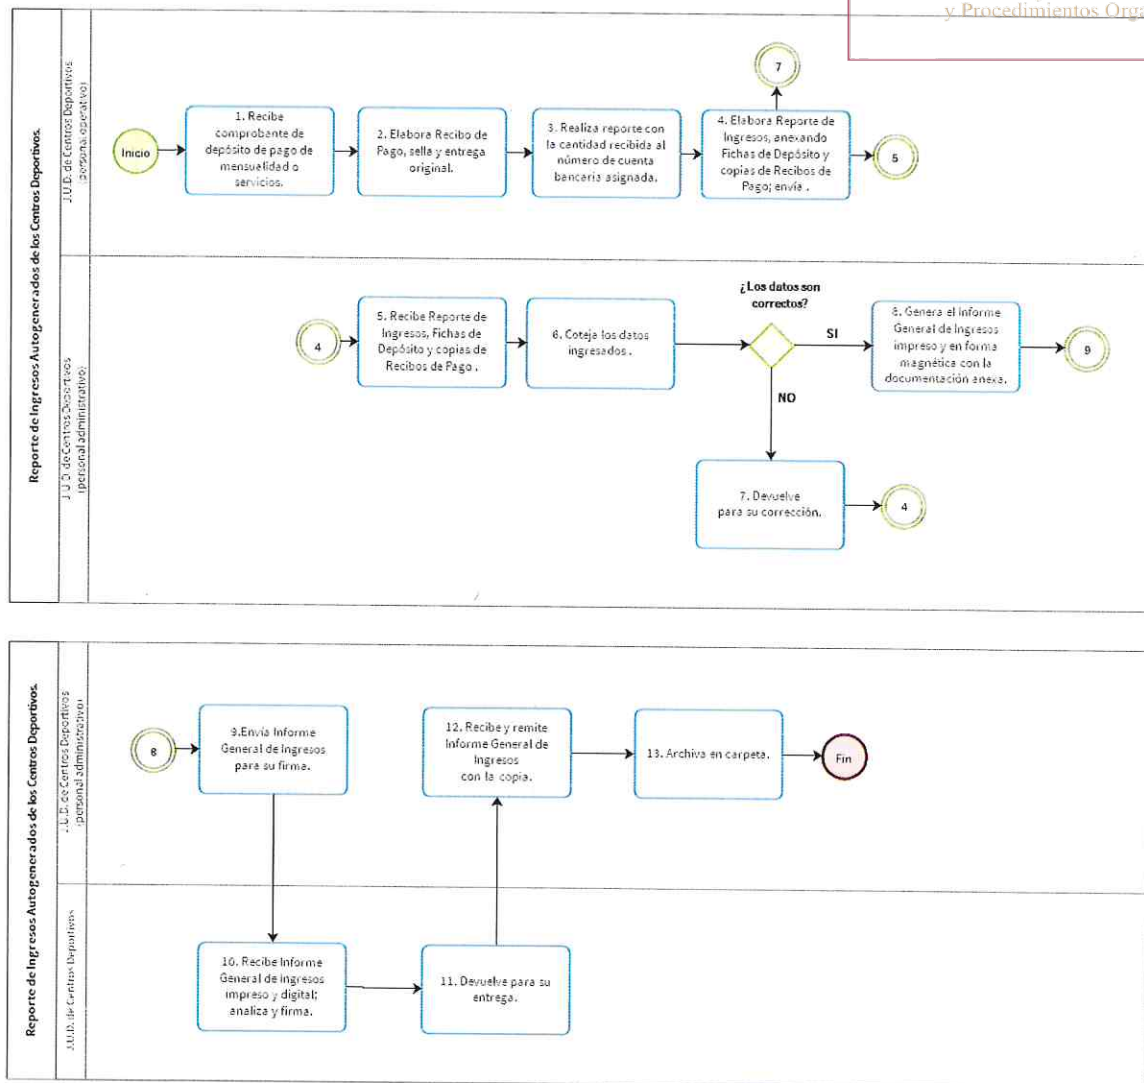 y Procedimientos Orga
Reporte de Ingresos Autogenerados de los Centros Deportivos.
J.U.D. de Centros Deportivos
(personal operativo)
Inicio
1. Recibe
comprobante de
depósito de pago de
mensualidad o
servicios.
2. Elabora Recibo de
Pago, sella y entrega
original.
3. Realiza reporte con
la cantidad recibida al
número de cuenta
bancaria asignada.
7
4. Elabora Reporte de
Ingresos, anexando
Fichas de Depósito y
copias de Recibos de
Pago; envía .
5
J.U.D. de Centros Deportivos
(personal administrativo)
4
5. Recibe Reporte de
Ingresos, Fichas de
Depósito y copias de
Recibos de Pago .
6. Coteja los datos
ingresados .
¿Los datos son
correctos?
SI
NO
8. Genera el Informe
General de Ingresos
impreso y en forma
magnética con la
documentación anexa.
9
7. Devuelve
para su corrección.
4
Reporte de Ingresos Autogenerados de los Centros Deportivos.
J.U.D. de Centros Deportivos
(personal administrativo)
8
9.Envía Informe
General de Ingresos
para su firma.
12. Recibe y remite
Informe General de
Ingresos
con la copia.
13. Archiva en carpeta.
Fin
J.U.D. de Centros Deportivos
10. Recibe Informe
General de Ingresos
impreso y digital;
analiza y firma.
11. Devuelve para su
entrega.